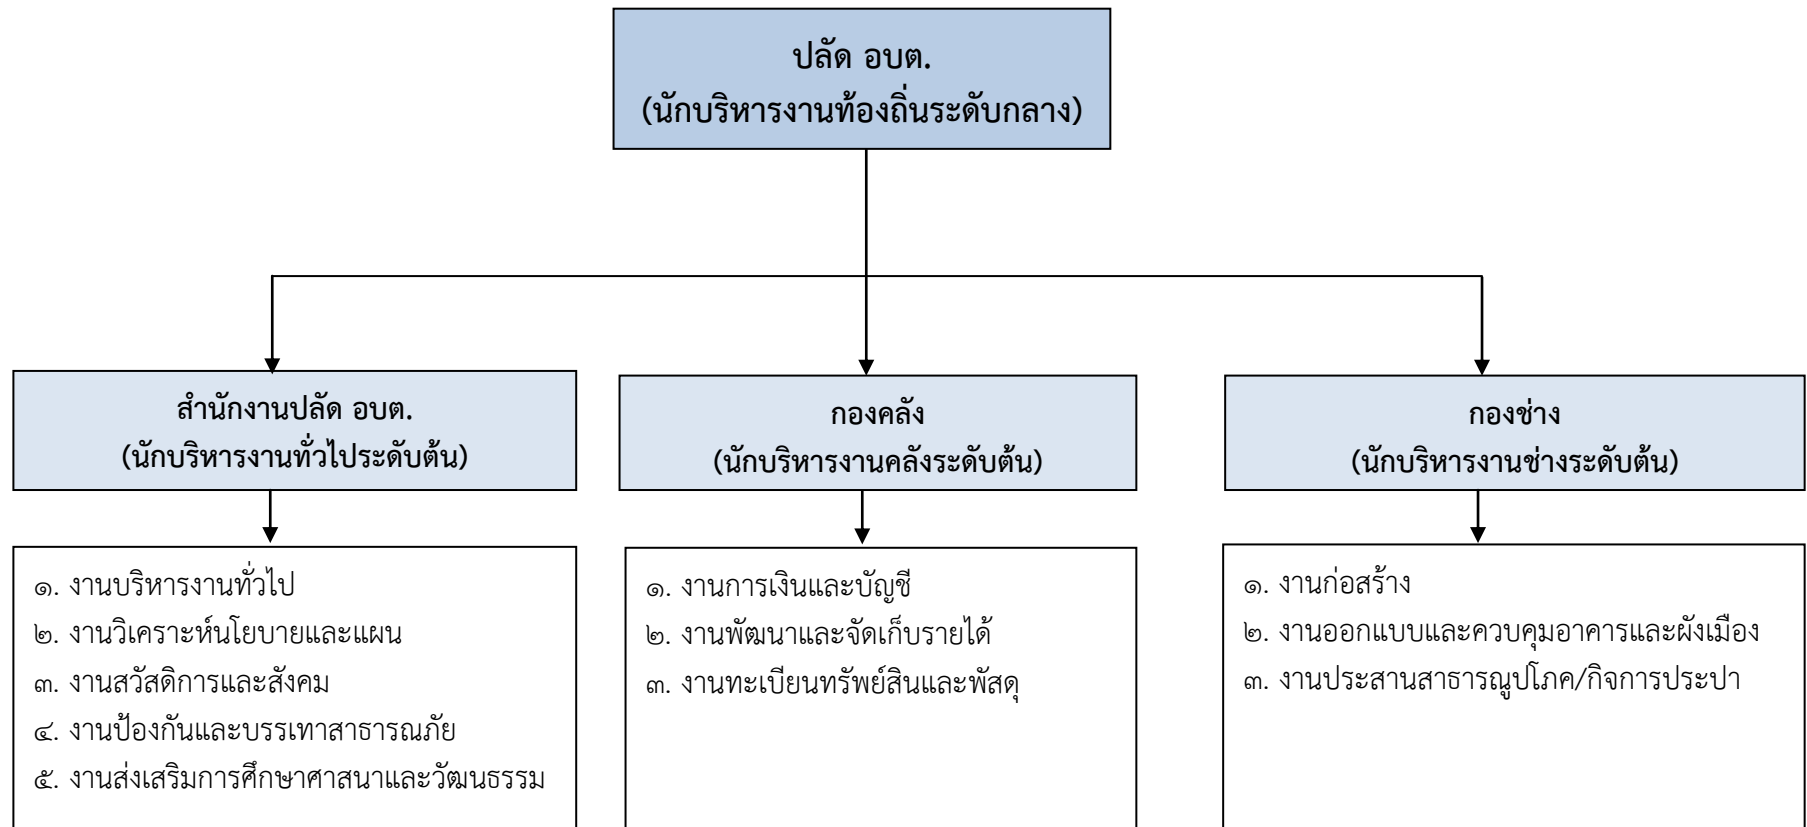 ปลัด อบต.
(นักบริหารงานท้องถิ่นระดับกลาง)
สำนักงานปลัด อบต.
(นักบริหารงานทั่วไประดับต้น)
๑. งานบริหารงานทั่วไป
๒. งานวิเคราะห์นโยบายและแผน
๓. งานสวัสดิการและสังคม
๔. งานป้องกันและบรรเทาสาธารณภัย
๕. งานส่งเสริมการศึกษาศาสนาและวัฒนธรรม
กองคลัง
(นักบริหารงานคลังระดับต้น)
๑. งานการเงินและบัญชี
๒. งานพัฒนาและจัดเก็บรายได้
๓. งานทะเบียนทรัพย์สินและพัสดุ
กองช่าง
(นักบริหารงานช่างระดับต้น)
๑. งานก่อสร้าง
๒. งานออกแบบและควบคุมอาคารและผังเมือง
๓. งานประสานสาธารณูปโภค/กิจการประปา